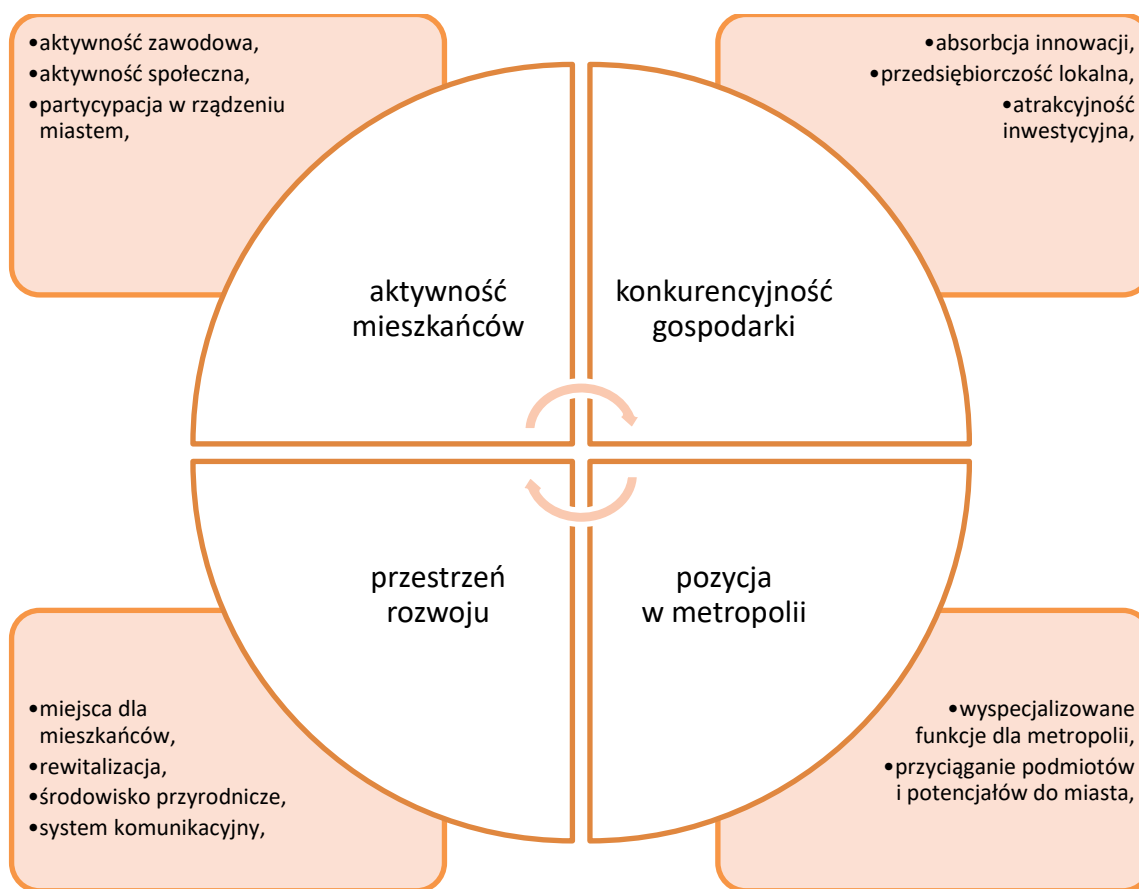 •aktywność zawodowa,
•aktywność społeczna,
•partycypacja w rządzeniu
miastem,
•absorbcja innowacji,
•przedsiębiorczość lokalna,
•atrakcyjność
inwestycyjna,
aktywność
mieszkańców
konkurencyjność
gospodarki
przestrzeń
rozwoju
pozycja
w metropolii
•miejsca dla
mieszkańców,
•rewitalizacja,
•środowisko przyrodnicze,
•system komunikacyjny,
•wyspecjalizowane
funkcje dla metropolii,
•przyciąganie podmiotów
i potencjałów do miasta,